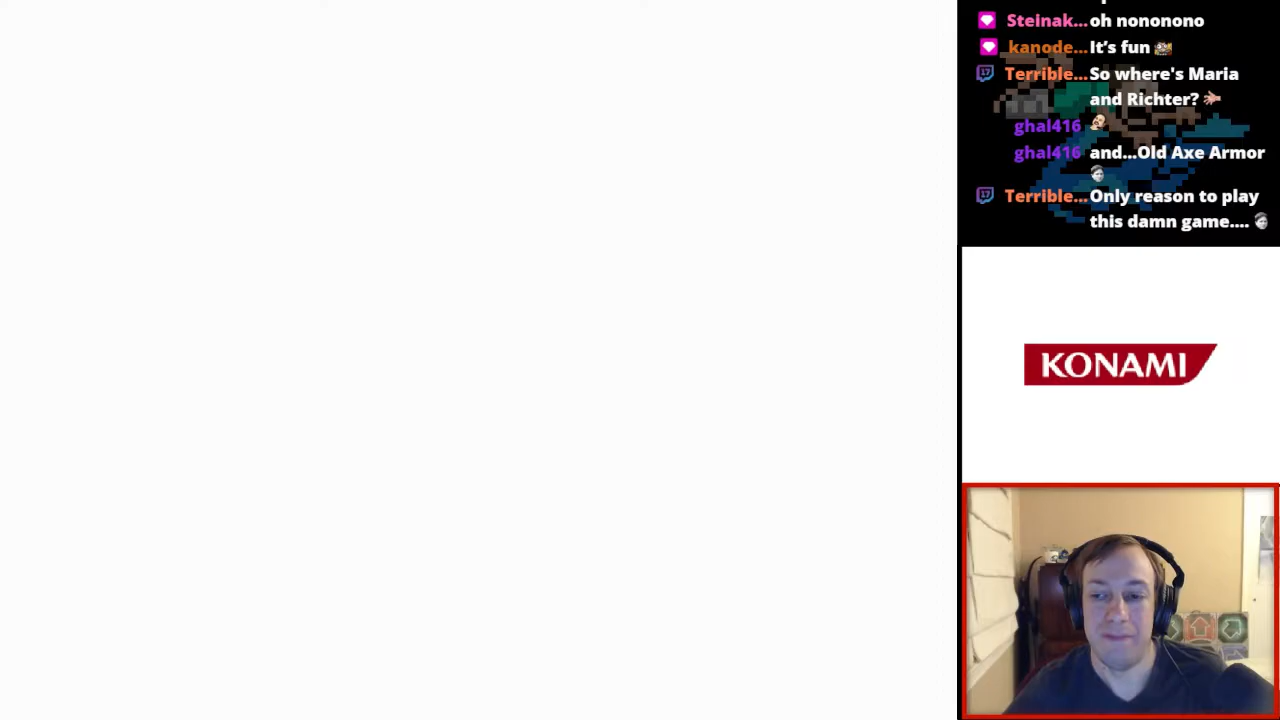 Steinak... oh nononono
kanode... It's fun
Terrible... So where's Maria
and Richter?
ghal416
ghal416 and...Old Axe Armor
Terrible... Only reason to play
this damn game....
KONAMI